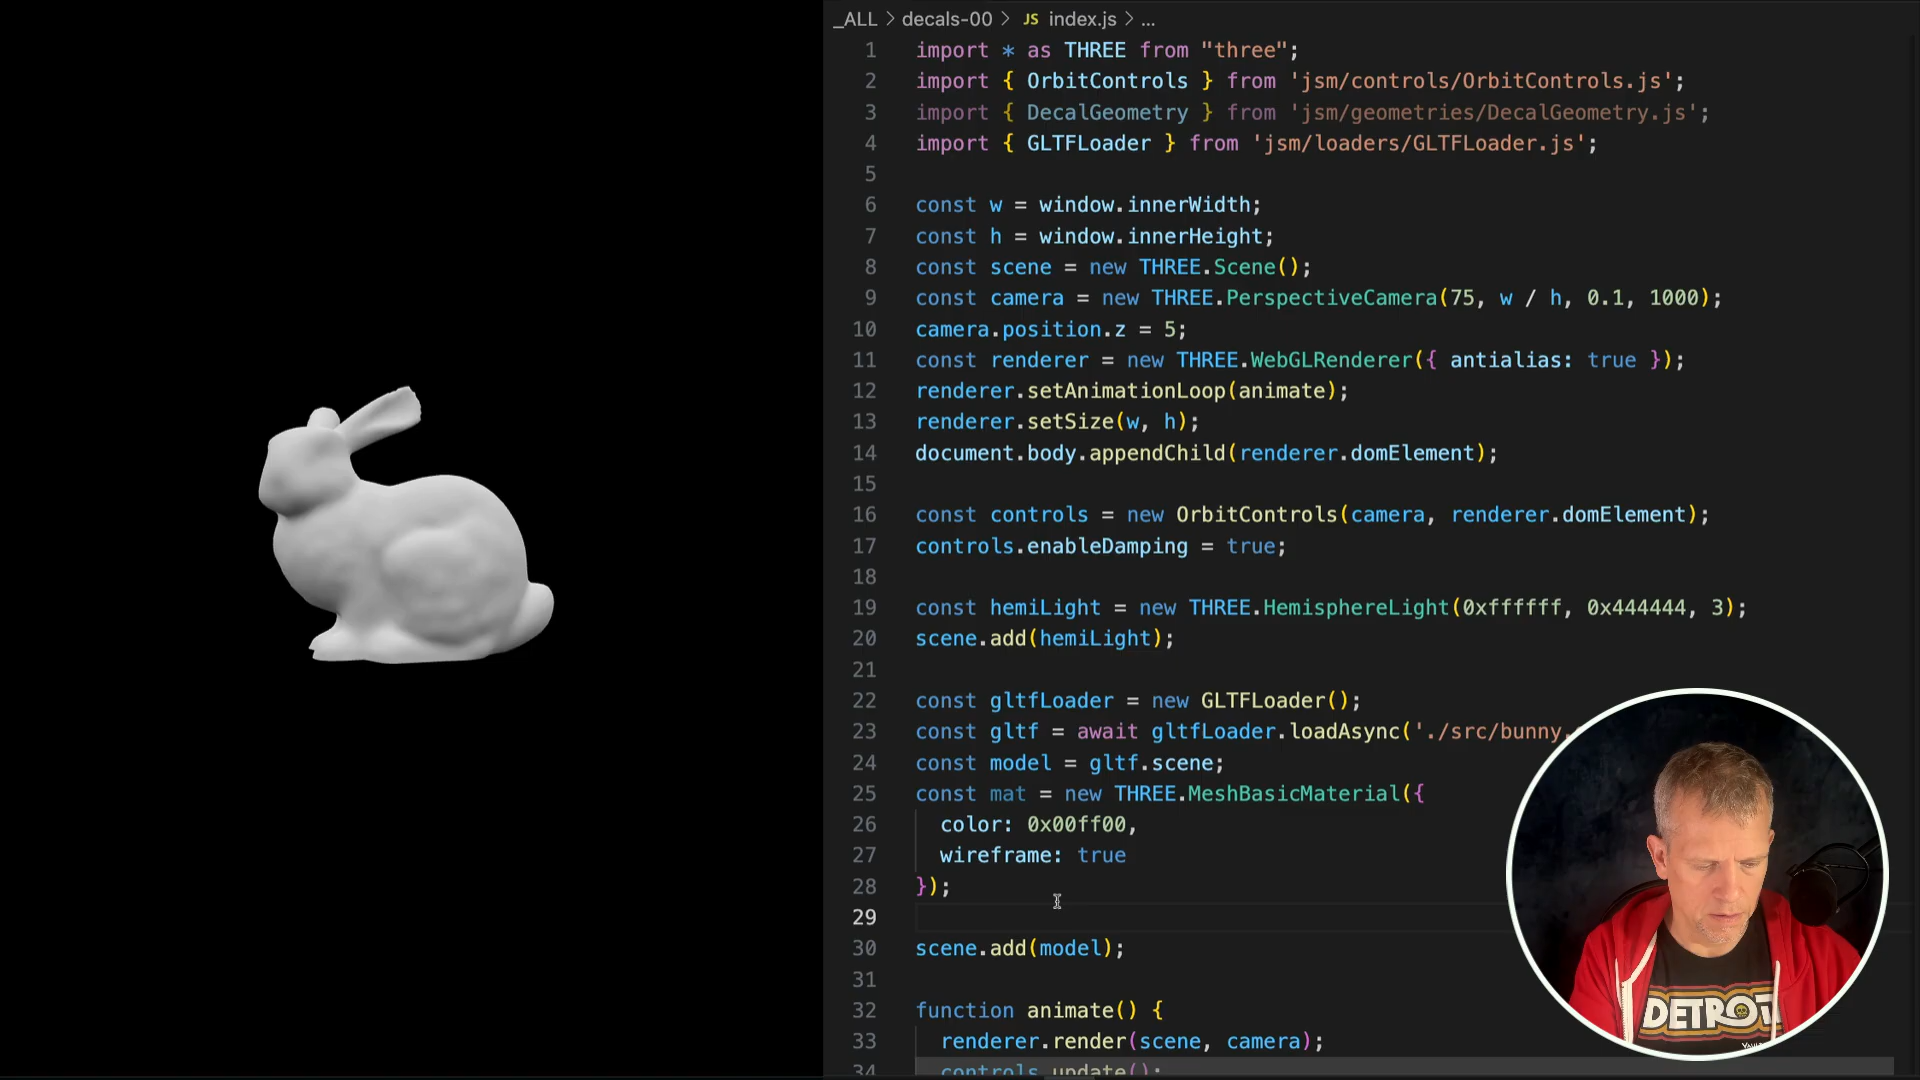 _ALL > decals-00 > JS index.js > ...
1 import * as THREE from "three";
2 import { OrbitControls } from 'jsm/controls/OrbitControls.js';
3 import { DecalGeometry } from 'jsm/geometries/DecalGeometry.js';
4 import { GLTFLoader } from 'jsm/loaders/GLTFLoader.js';
5
6 const w = window.innerWidth;
7 const h = window.innerHeight;
8 const scene = new THREE.Scene();
9 const camera = new THREE.PerspectiveCamera(75, w / h, 0.1, 1000);
10 camera.position.z = 5;
11 const renderer = new THREE.WebGLRenderer({ antialias: true });
12 renderer.setAnimationLoop(animate);
13 renderer.setSize(w, h);
14 document.body.appendChild(renderer.domElement);
15
16 const controls = new OrbitControls(camera, renderer.domElement);
17 controls.enableDamping = true;
18
19 const hemiLight = new THREE.HemisphereLight(0xffffff, 0x444444, 3);
20 scene.add(hemiLight);
21
22 const gltfLoader = new GLTFLoader();
23 const gltf = await gltfLoader.loadAsync('./src/bunny.
24 const model = gltf.scene;
25 const mat = new THREE.MeshBasicMaterial({
26 color: 0x00ff00,
27 wireframe: true
28 });
29
30 scene.add(model);
31
32 function animate() {
33 renderer.render(scene, camera);
34 controls.update();
DETROIT